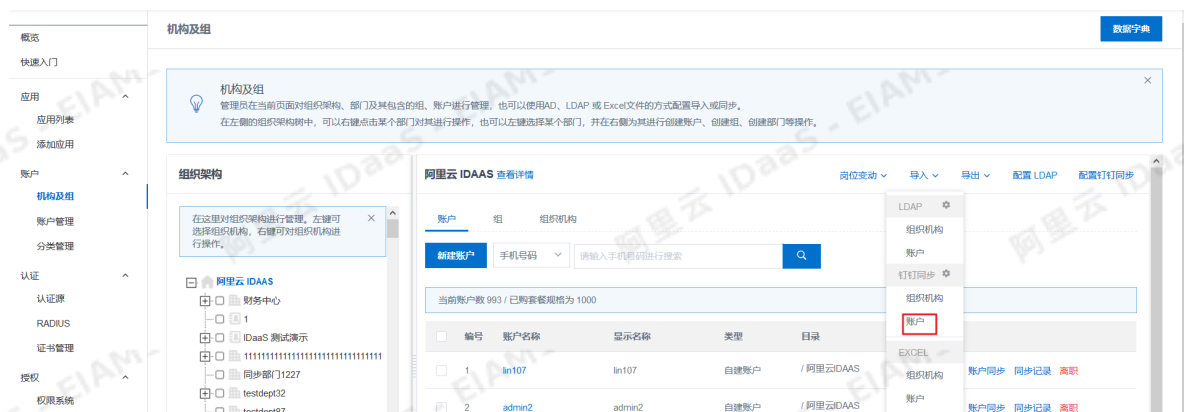 概览
快速入门
应用
应用列表
添加应用
账户
机构及组
账户管理
分类管理
认证
认证源
RADIUS
证书管理
授权
权限系统
机构及组
数据字典
机构及组
管理员在当前页面对组织架构、部门及其包含的组、账户进行管理，也可以使用AD、LDAP 或 Excel文件的方式配置导入或同步。
在左侧的组织架构树中，可以右键点击某个部门对其进行操作，也可以左键选择某个部门，并在右侧为其进行创建账户、创建组、创建部门等操作。
组织架构
在这里对组织架构进行管理。左键可
选择组织机构，右键可对组织机构进
行操作。
阿里云 IDAAS
财务中心
1
IDaaS 测试演示
同步部门1227
testdept32
testdept87
阿里云 IDAAS 查看详情
岗位变动 导入 导出 配置 LDAP 配置钉钉同步
账户 组 组织机构
新建账户 手机号码 请输入手机号码进行搜索
当前账户数 993 / 已购套餐规格为 1000
编号 账户名称 显示名称 类型 目录
1 lin107 lin107 自建账户 / 阿里云IDAAS 账户同步 同步记录 离职
2 admin2 admin2 自建账户 / 阿里云IDAAS 账户同步 同步记录 离职
LDAP
组织机构
账户
钉钉同步
组织机构
账户
EXCEL
组织机构
账户